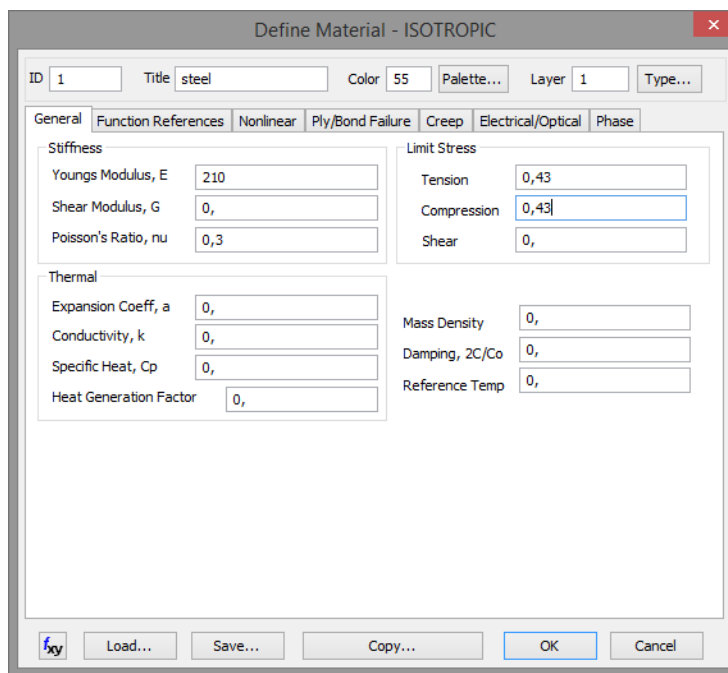 Define Material - ISOTROPIC
ID 1 Title steel Color 55 Palette... Layer 1 Type...
General Function References Nonlinear Ply/Bond Failure Creep Electrical/Optical Phase
Stiffness
Youngs Modulus, E 210
Shear Modulus, G 0,
Poisson's Ratio, nu 0,3
Limit Stress
Tension 0,43
Compression 0,43
Shear 0,
Thermal
Expansion Coeff, a 0,
Conductivity, k 0,
Specific Heat, Cp 0,
Heat Generation Factor 0,
Mass Density 0,
Damping, 2C/Co 0,
Reference Temp 0,
fxy Load... Save... Copy... OK Cancel